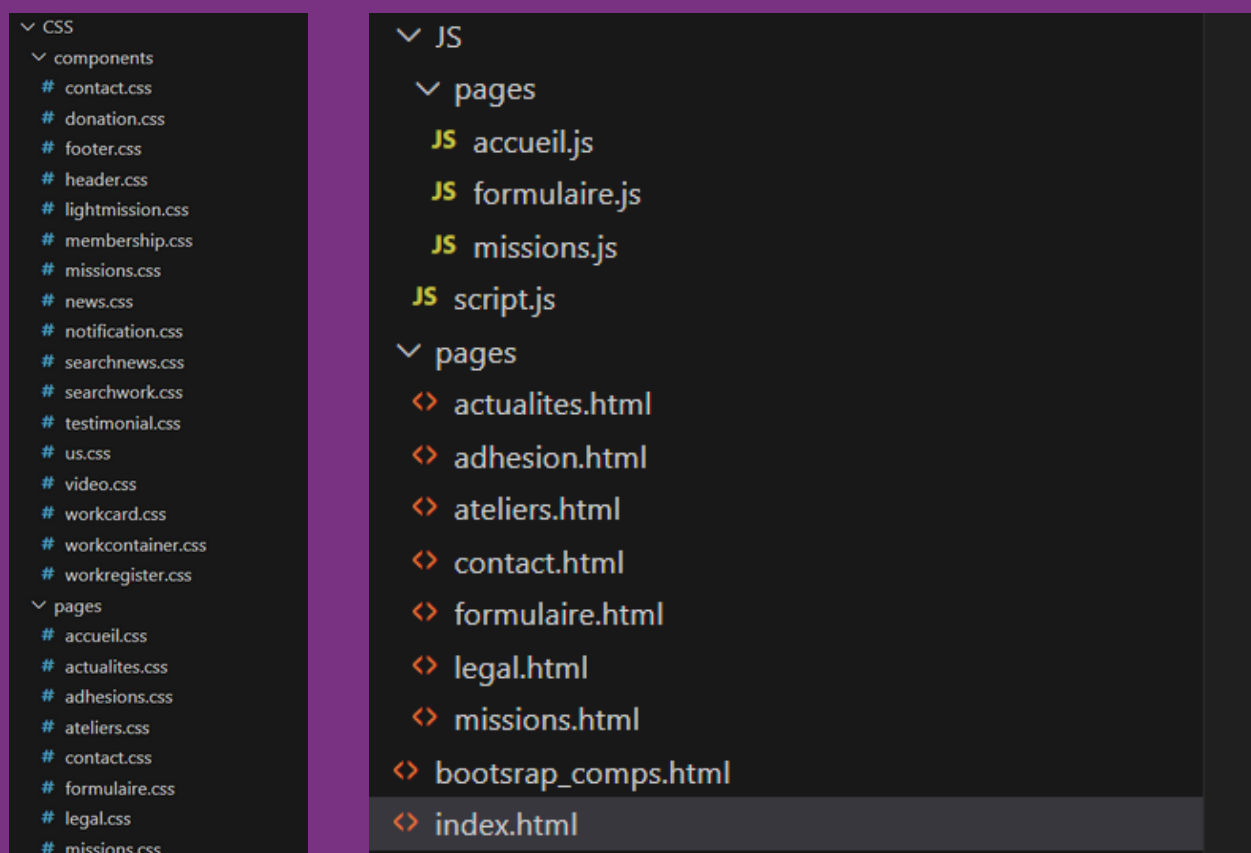 CSS
components
# contact.css
# donation.css
# footer.css
# header.css
# lightmission.css
# membership.css
# missions.css
# news.css
# notification.css
# searchnews.css
# searchwork.css
# testimonial.css
# us.css
# video.css
# workcard.css
# workcontainer.css
# workregister.css
pages
# accueil.css
# actualites.css
# adhesions.css
# ateliers.css
# contact.css
# formulaire.css
# legal.css
# missions.css
JS
pages
JS accueil.js
JS formulaire.js
JS missions.js
JS script.js
pages
<> actualites.html
<> adhesion.html
<> ateliers.html
<> contact.html
<> formulaire.html
<> legal.html
<> missions.html
<> bootsrap_comps.html
<> index.html